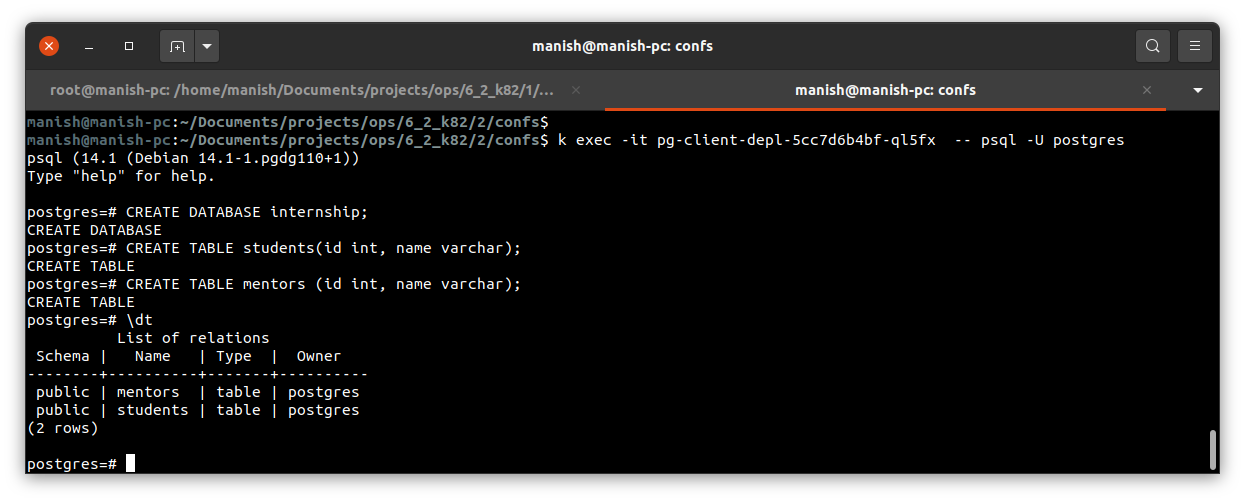 manish@manish-pc: confs
root@manish-pc: /home/manish/Documents/projects/ops/6_2_k82/1/...
manish@manish-pc: confs
manish@manish-pc:~/Documents/projects/ops/6_2_k82/2/confs$
manish@manish-pc:~/Documents/projects/ops/6_2_k82/2/confs$ k exec -it pg-client-depl-5cc7d6b4bf-ql5fx  -- psql -U postgres
psql (14.1 (Debian 14.1-1.pgdg110+1))
Type "help" for help.
postgres=# CREATE DATABASE internship;
CREATE DATABASE
postgres=# CREATE TABLE students(id int, name varchar);
CREATE TABLE
postgres=# CREATE TABLE mentors (id int, name varchar);
CREATE TABLE
postgres=# \dt
          List of relations
 Schema |   Name   | Type  |  Owner
--------+----------+-------+----------
 public | mentors  | table | postgres
 public | students | table | postgres
(2 rows)
postgres=#